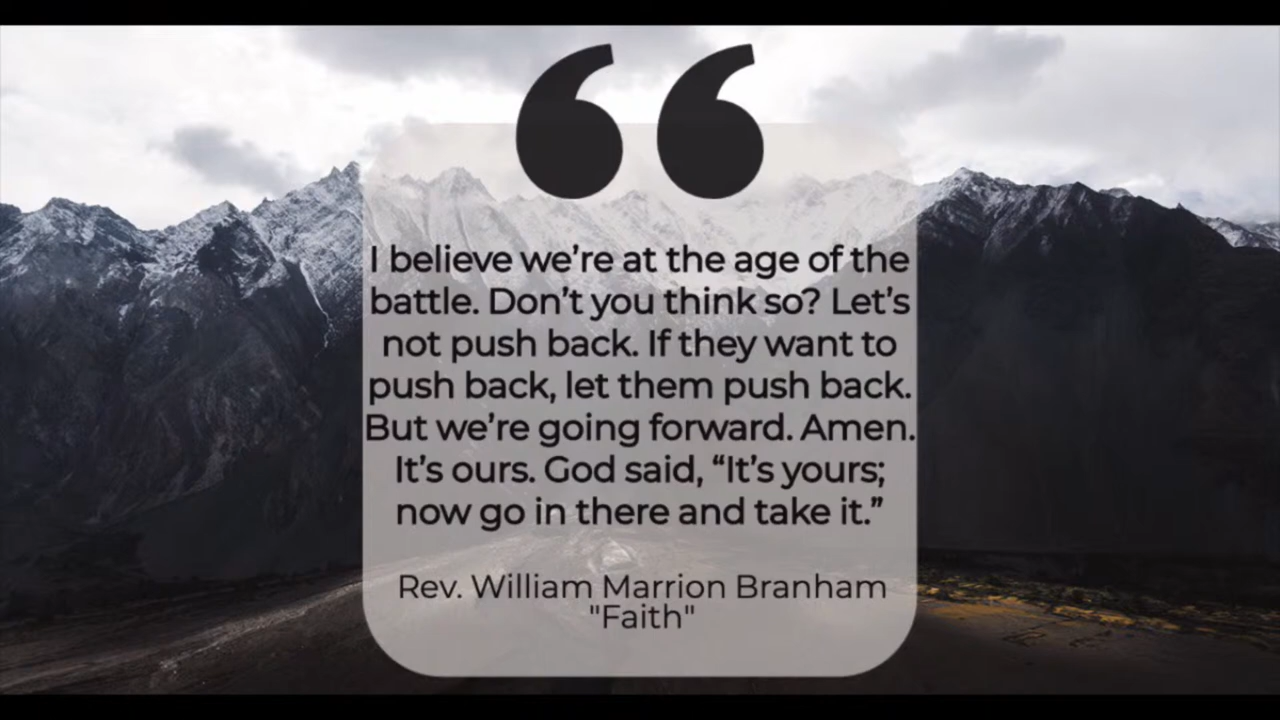 “
I believe we’re at the age of the
battle. Don’t you think so? Let’s
not push back. If they want to
push back, let them push back.
But we’re going forward. Amen.
It’s ours. God said, “It’s yours;
now go in there and take it.”
Rev. William Marrion Branham
"Faith"